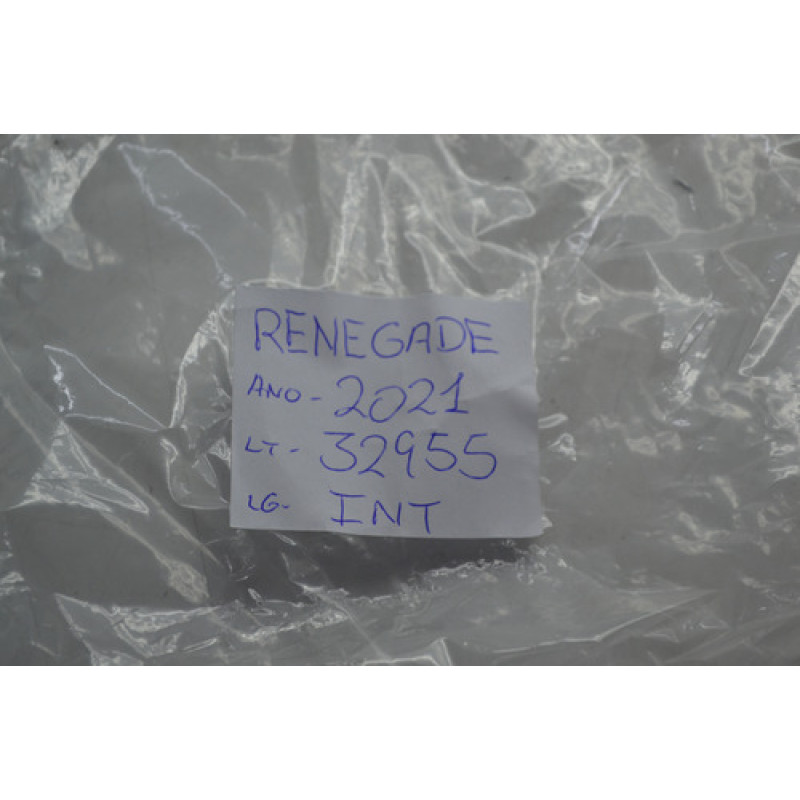 RENEGADE
ANO - 2021
LT - 32955
LG - INT